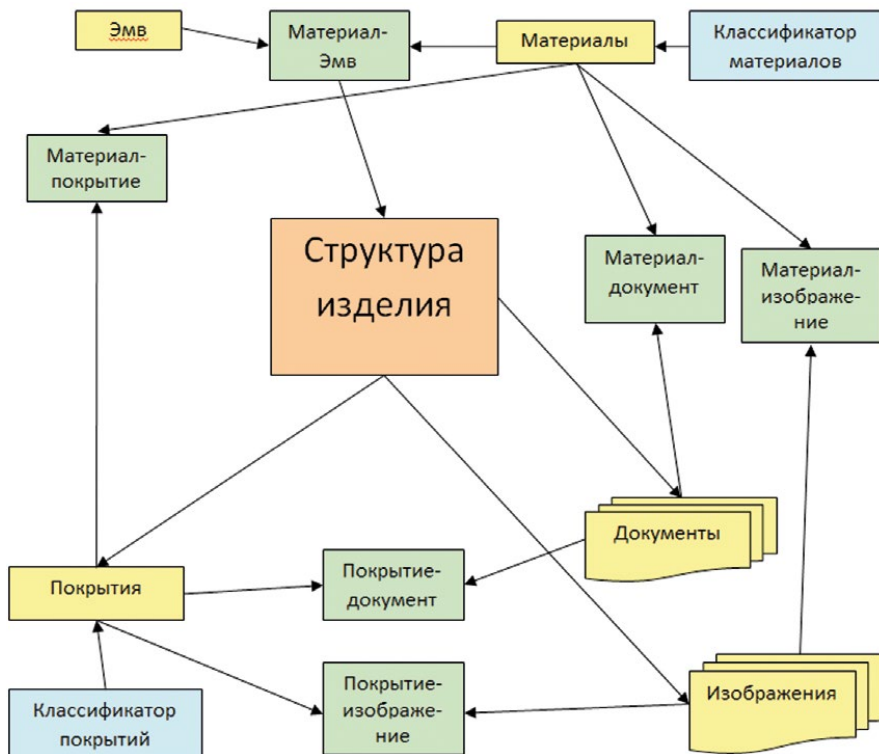 Эмв
Материал-
Эмв
Материалы
Классификатор
материалов
Материал-
покрытие
Структура
изделия
Материал-
документ
Материал-
изображе-
ние
Документы
Покрытия
Покрытие-
документ
Классификатор
покрытий
Покрытие-
изображе-
ние
Изображения